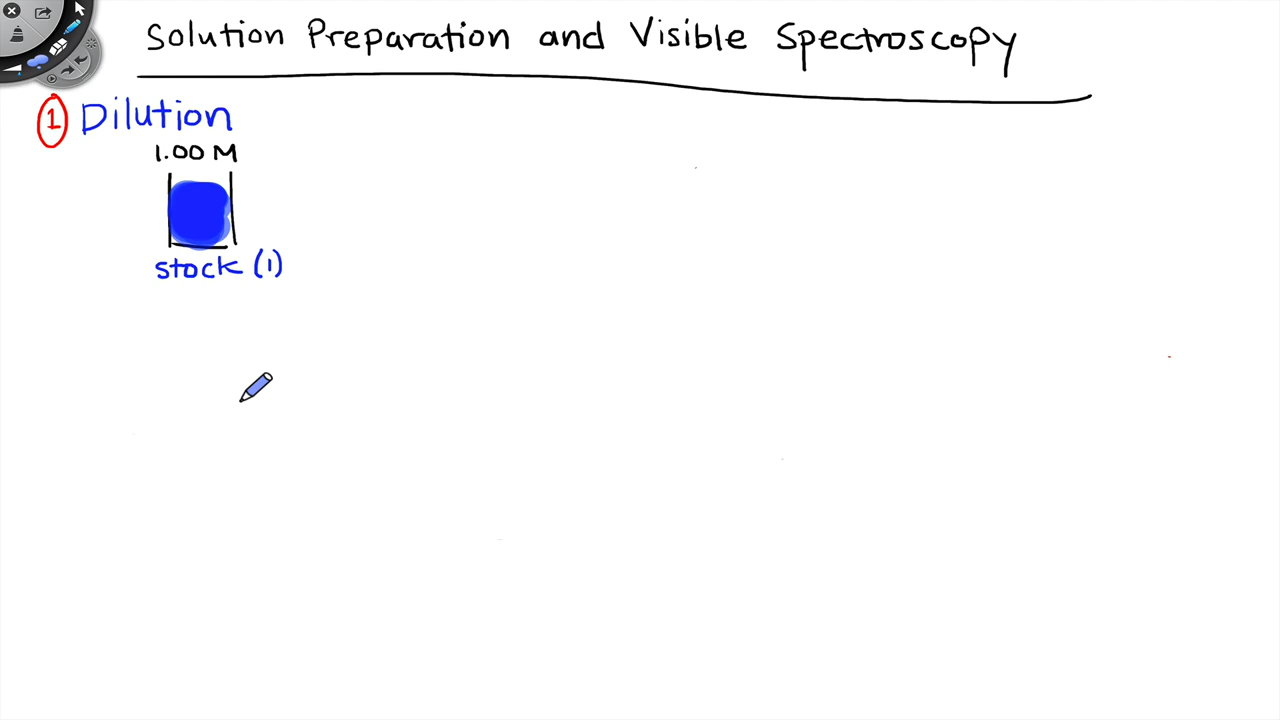 Solution Preparation and Visible Spectroscopy
1 Dilution
1.00 M
stock (1)